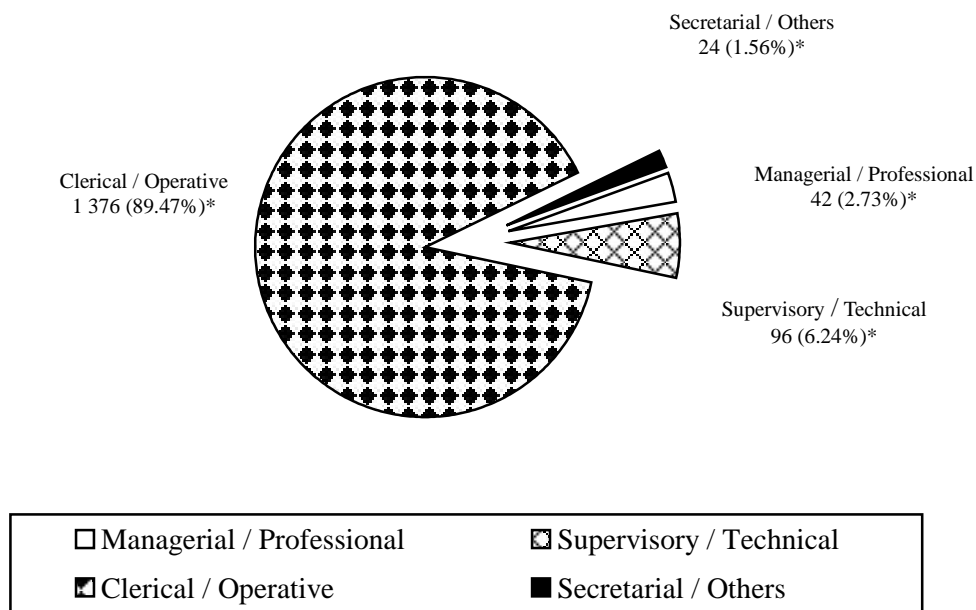 Secretarial / Others
24 (1.56%)*
Clerical / Operative
1 376 (89.47%)*
Managerial / Professional
42 (2.73%)*
Supervisory / Technical
96 (6.24%)*
Managerial / Professional
Supervisory / Technical
Clerical / Operative
Secretarial / Others